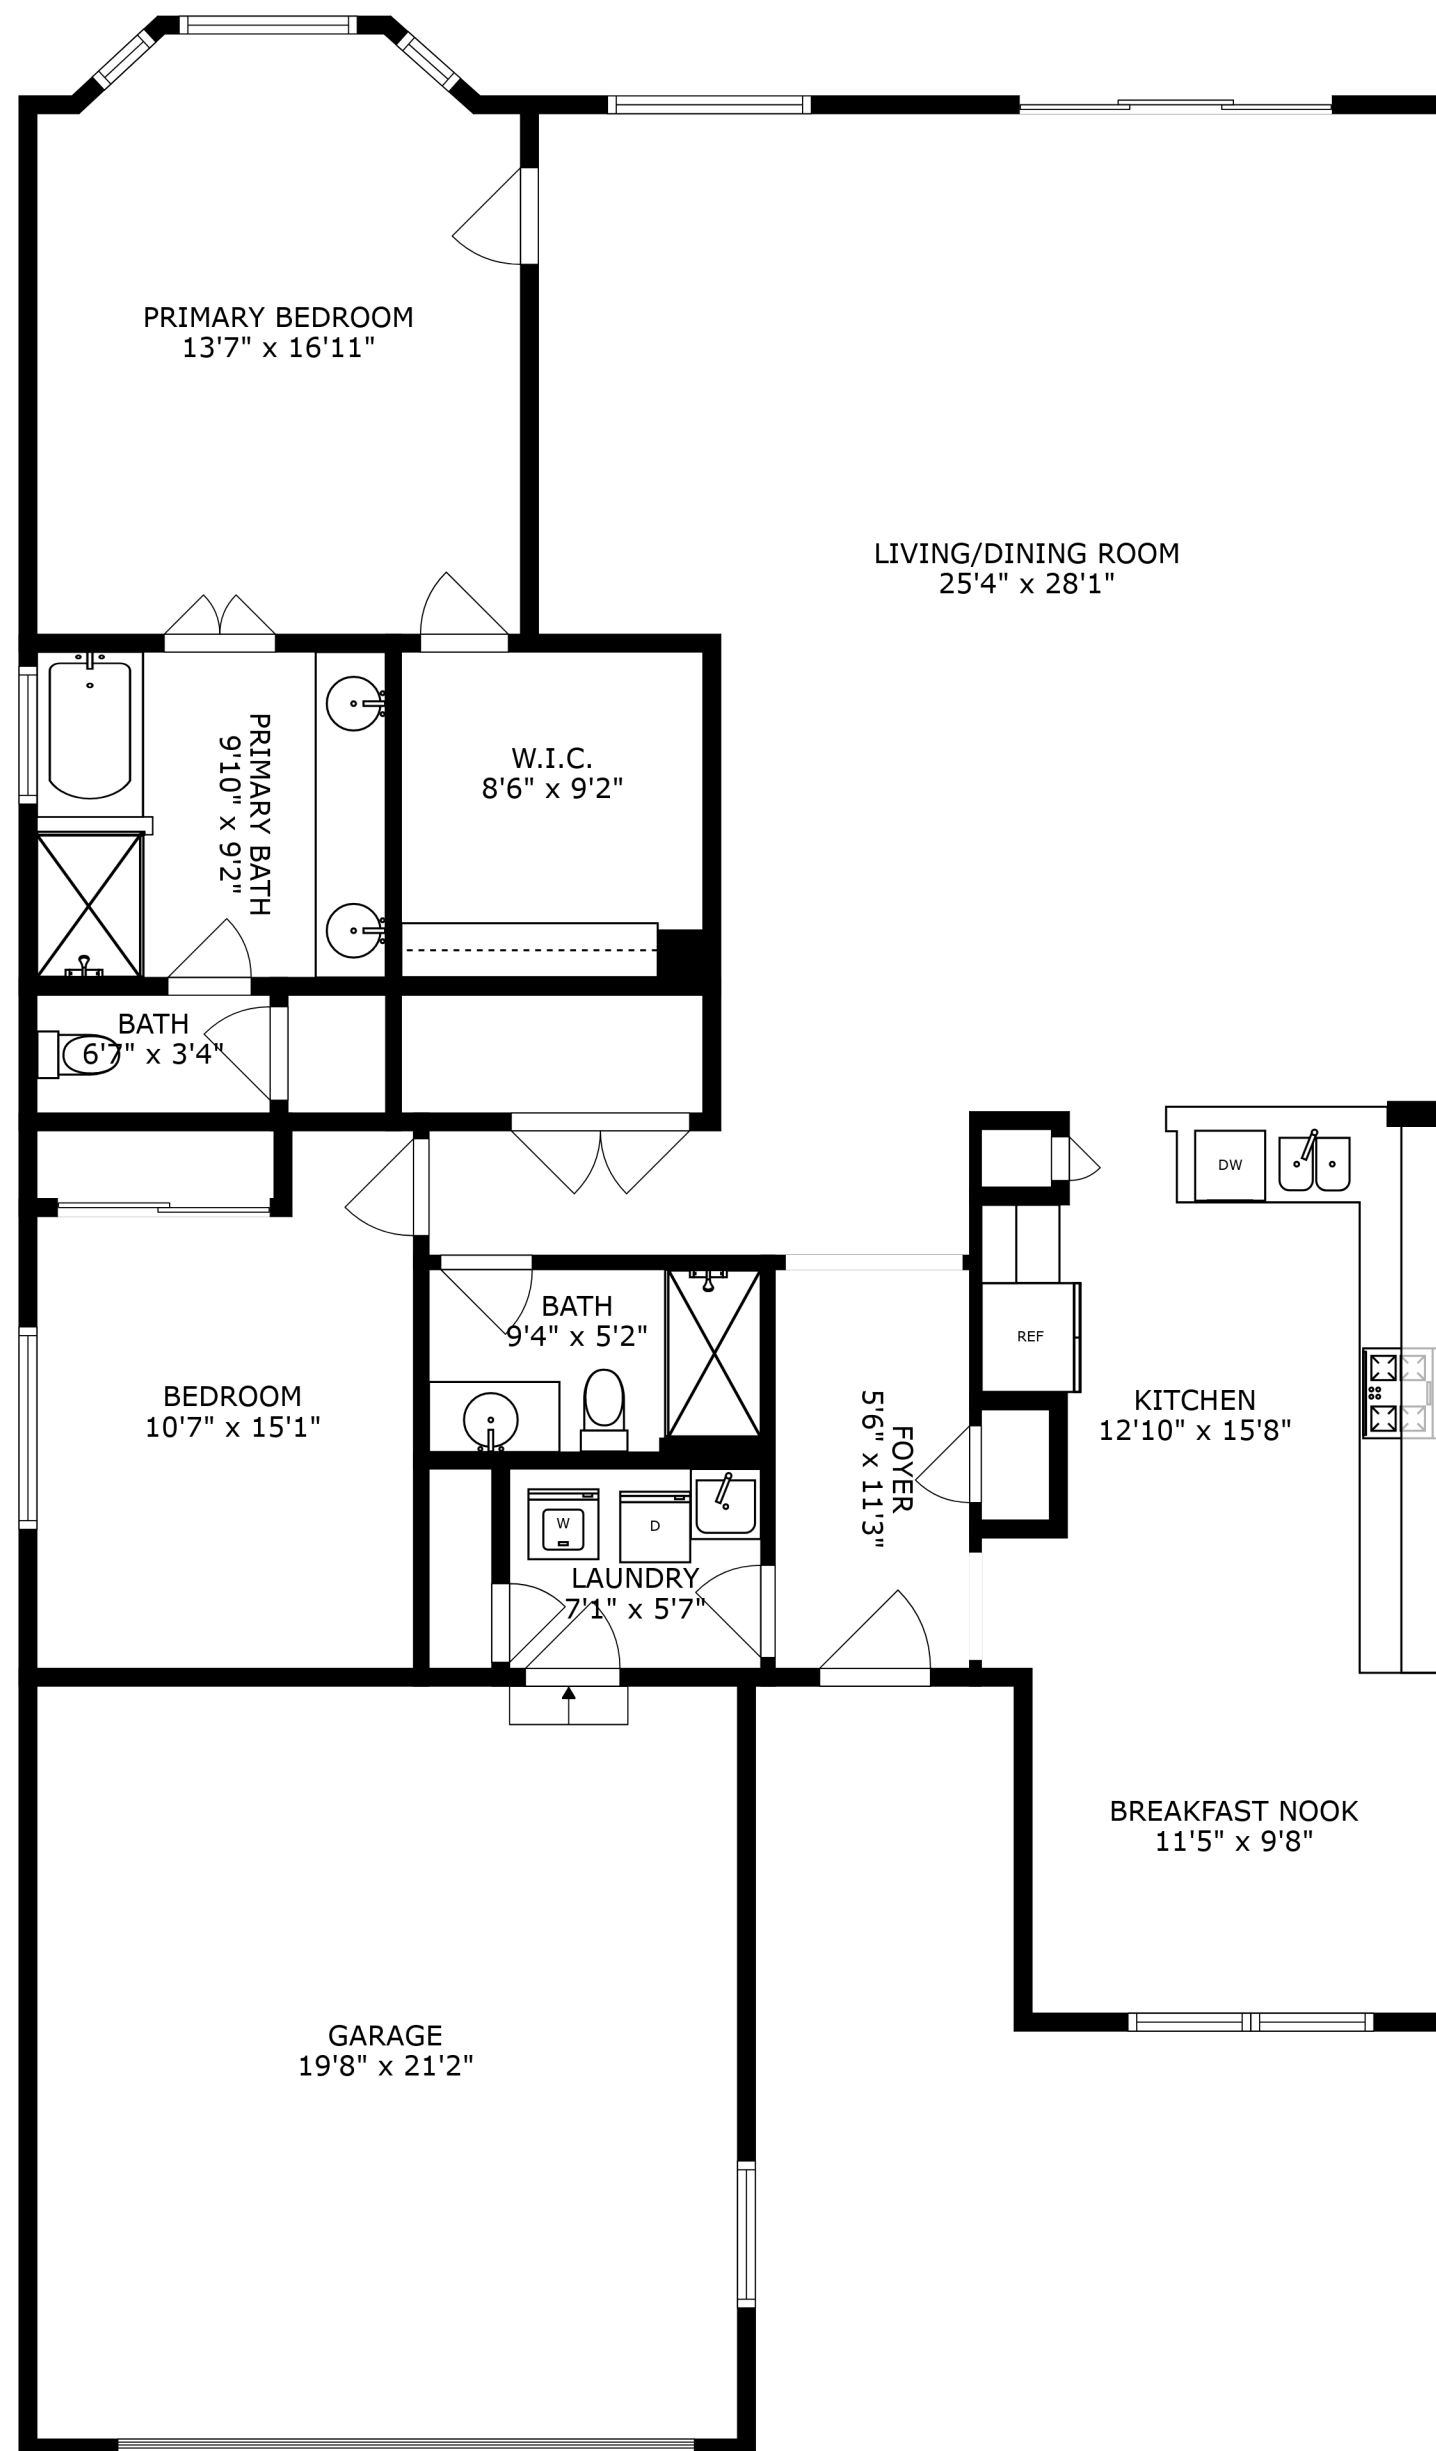 PRIMARY BEDROOM
13'7" x 16'11"
LIVING/DINING ROOM
25'4" x 28'1"
PRIMARY BATH
9'10" x 9'2"
W.I.C.
8'6" x 9'2"
BATH
6'7" x 3'4"
DW
BATH
9'4" x 5'2"
REF
BEDROOM
10'7" x 15'1"
KITCHEN
12'10" x 15'8"
FOYER
5'6" x 11'3"
W
D
LAUNDRY
7'1" x 5'7"
BREAKFAST NOOK
11'5" x 9'8"
GARAGE
19'8" x 21'2"